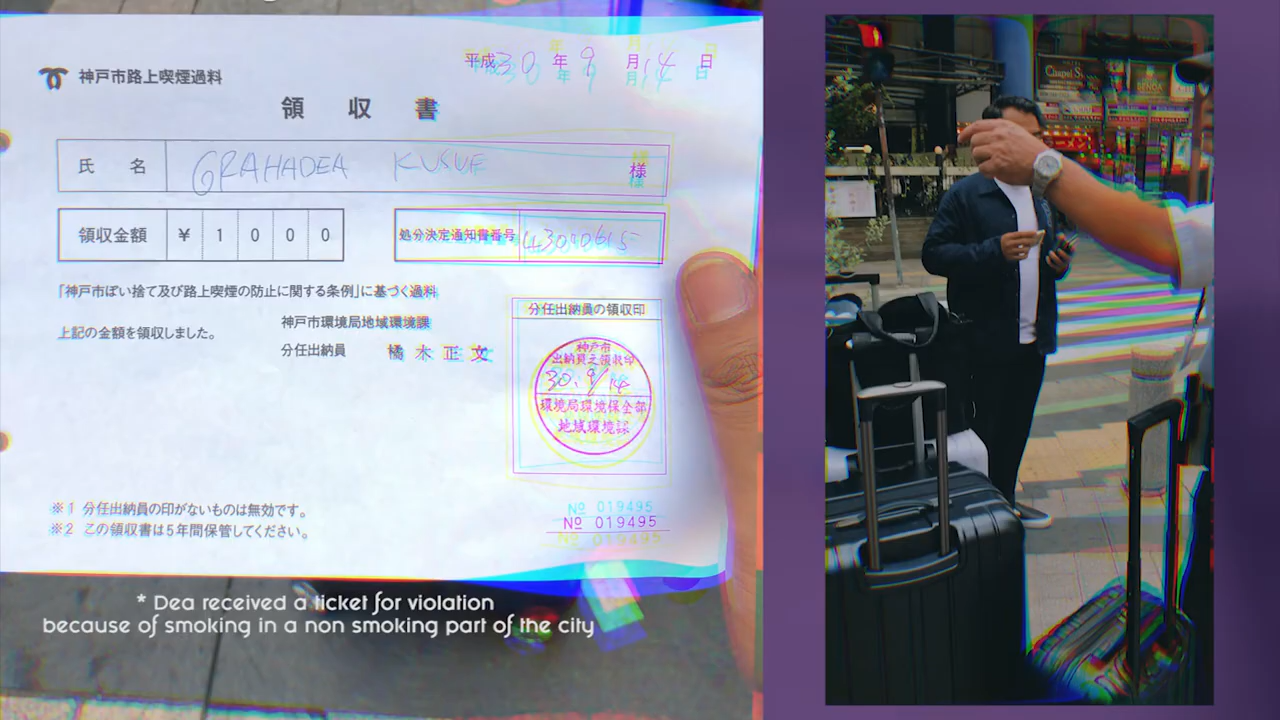 平成30年9月14日
神戸市路上喫煙過料
領収書
氏名 GRAHADEA KUSUF 様
領収金額 ¥1000
処分決定通知書番号 43000615
「神戸市ぽい捨て及び路上喫煙の防止に関する条例」に基づく過料
上記の金額を領収しました。
神戸市環境局地域環境課
分任出納員 橘木正文
分任出納員の領収印
神戸市
出納員之領収印
30.9/14
環境局環境保全部
地域環境課
※1 分任出納員の印がないものは無効です。
※2 この領収書は5年間保管してください。
No 019495
* Dea received a ticket for violation
because of smoking in a non smoking part of the city
HOTEL